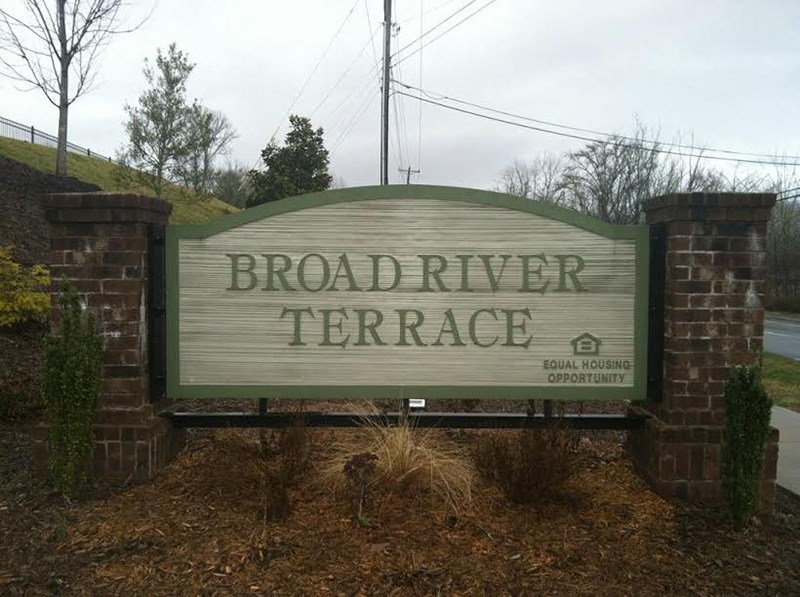 BROAD RIVER
TERRACE
EQUAL HOUSING
OPPORTUNITY